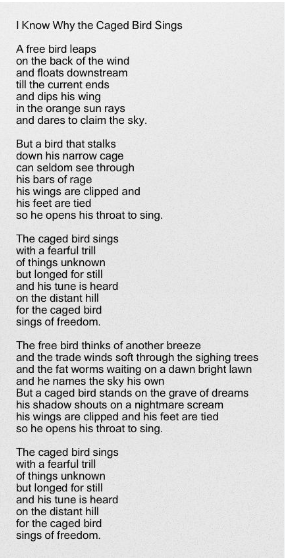 I Know Why the Caged Bird Sings
A free bird leaps
on the back of the wind
and floats downstream
till the current ends
and dips his wing
in the orange sun rays
and dares to claim the sky.
But a bird that stalks
down his narrow cage
can seldom see through
his bars of rage
his wings are clipped and
his feet are tied
so he opens his throat to sing.
The caged bird sings
with a fearful trill
of things unknown
but longed for still
and his tune is heard
on the distant hill
for the caged bird
sings of freedom.
The free bird thinks of another breeze
and the trade winds soft through the sighing trees
and the fat worms waiting on a dawn bright lawn
and he names the sky his own
But a caged bird stands on the grave of dreams
his shadow shouts on a nightmare scream
his wings are clipped and his feet are tied
so he opens his throat to sing.
The caged bird sings
with a fearful trill
of things unknown
but longed for still
and his tune is heard
on the distant hill
for the caged bird
sings of freedom.